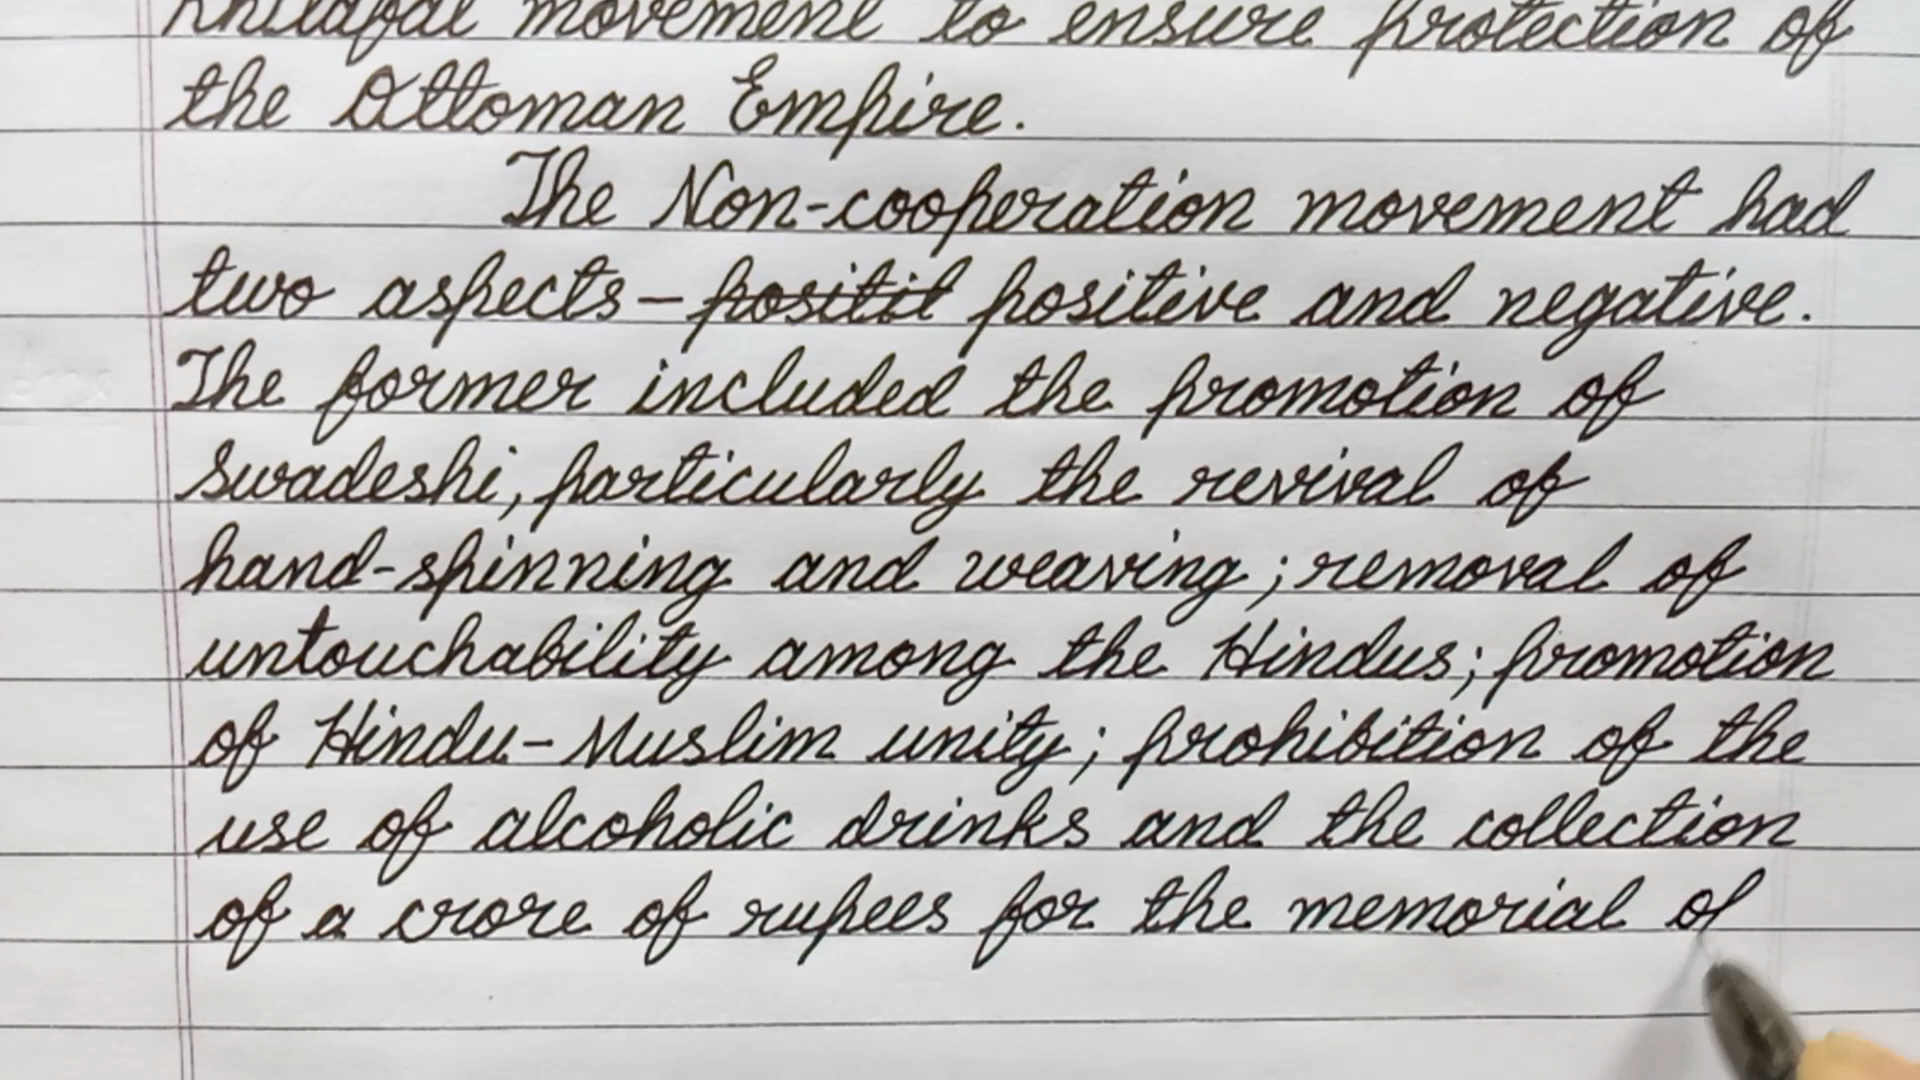 Khilafat movement to ensure protection of
the Ottoman Empire.
The Non-cooperation movement had
two aspects- positit positive and negative.
The former included the promotion of
Swadeshi, particularly the revival of
hand-spinning and weaving; removal of
untouchability among the Hindus; promotion
of Hindu-Muslim unity; prohibition of the
use of alcoholic drinks and the collection
of a crore of rupees for the memorial of